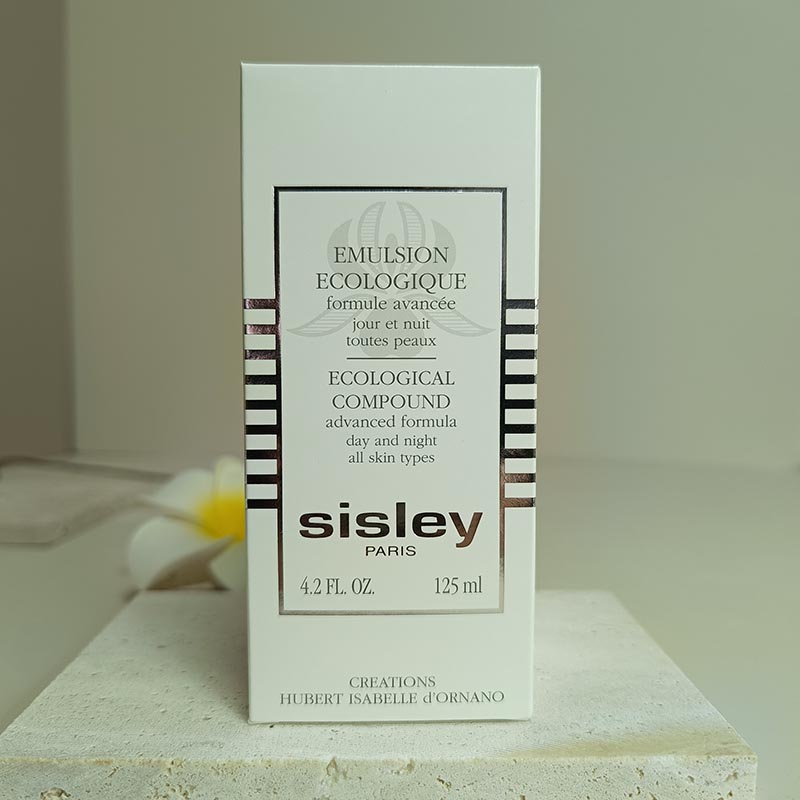 EMULSION
ECOLOGIQUE
formule avancée
jour et nuit
toutes peaux
ECOLOGICAL
COMPOUND
advanced formula
day and night
all skin types
sisley
PARIS
4.2 FL. OZ. 125 ml
CREATIONS
HUBERT ISABELLE d'ORNANO